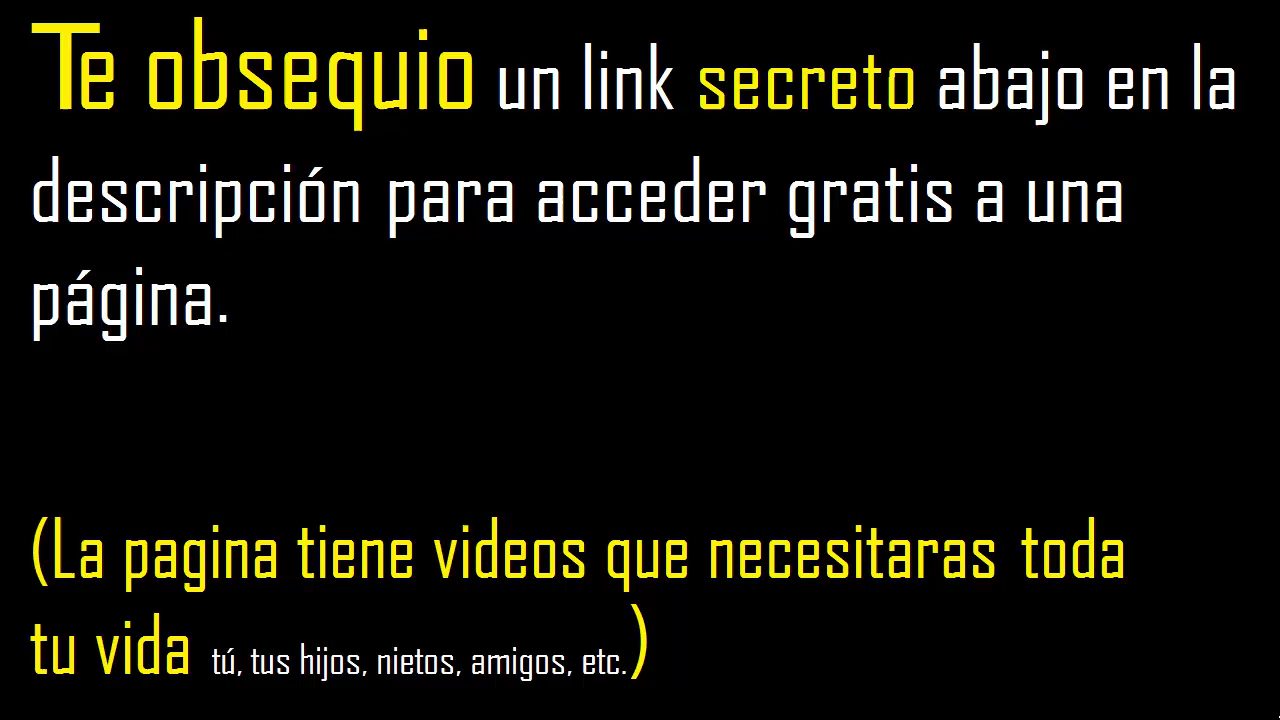 Te obsequio un link secreto abajo en la
descripción para acceder gratis a una
página.
(La pagina tiene videos que necesitaras toda
tu vida tú, tus hijos, nietos, amigos, etc.)